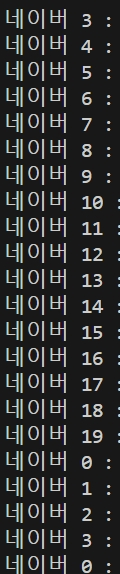 네이버 3 :
네이버 4 :
네이버 5 :
네이버 6 :
네이버 7 :
네이버 8 :
네이버 9 :
네이버 10 :
네이버 11 :
네이버 12 :
네이버 13 :
네이버 14 :
네이버 15 :
네이버 16 :
네이버 17 :
네이버 18 :
네이버 19 :
네이버 0 :
네이버 1 :
네이버 2 :
네이버 3 :
네이버 0 :